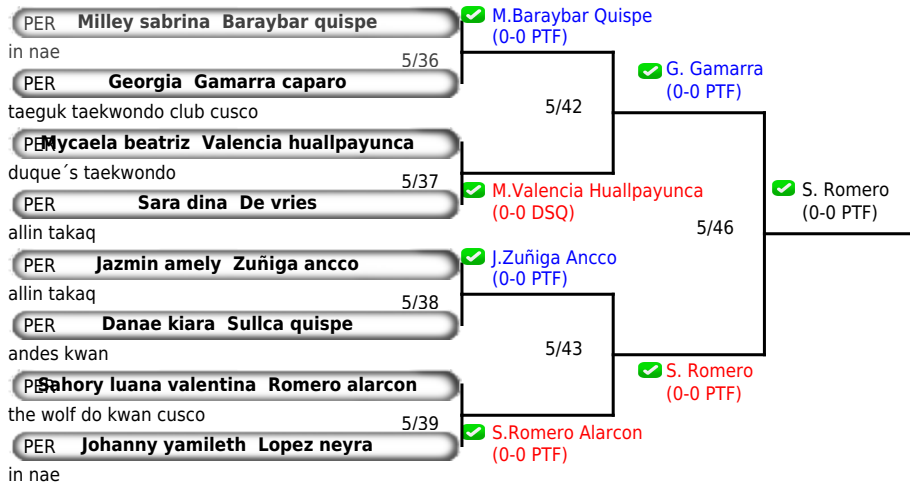 PER Milley sabrina Baraybar quispe
in nae
5/36
PER Georgia Gamarra caparo
taeguk taekwondo club cusco
PER Mycaela beatriz Valencia huallpayunca
duque´s taekwondo
5/37
PER Sara dina De vries
allin takaq
PER Jazmin amely Zuñiga ancco
allin takaq
5/38
PER Danae kiara Sullca quispe
andes kwan
PER Sahory luana valentina Romero alarcon
the wolf do kwan cusco
5/39
PER Johanny yamileth Lopez neyra
in nae
M.Baraybar Quispe
(0-0 PTF)
5/42
M.Valencia Huallpayunca
(0-0 DSQ)
J.Zuñiga Ancco
(0-0 PTF)
5/43
S.Romero Alarcon
(0-0 PTF)
G. Gamarra
(0-0 PTF)
5/46
S. Romero
(0-0 PTF)
S. Romero
(0-0 PTF)